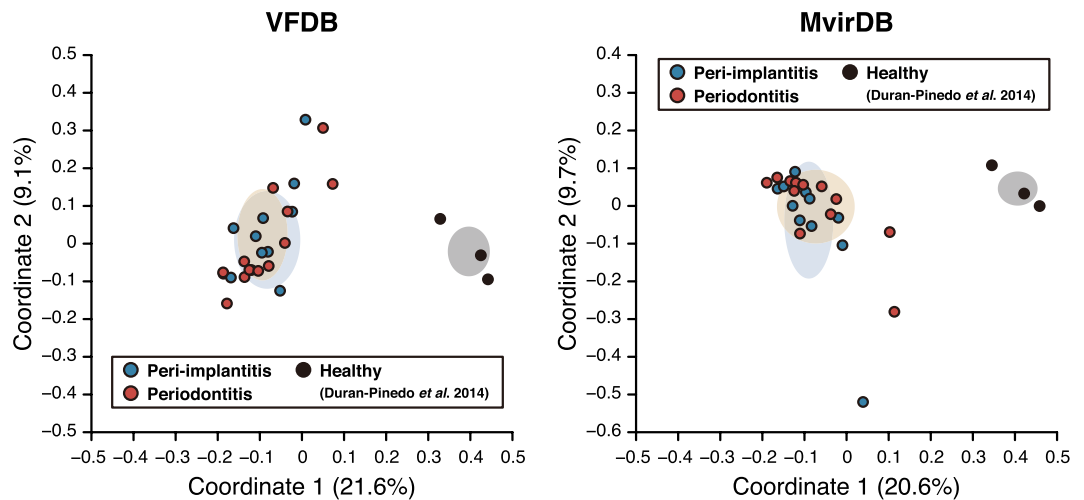 VFDB
0.5
0.4
0.3
0.2
0.1
0
−0.1
−0.2
−0.3
−0.4
−0.5
Coordinate 2 (9.1%)
Peri-implantitis
Healthy
Periodontitis
(Duran-Pinedo et al. 2014)
−0.5 −0.4 −0.3 −0.2 −0.1 0 0.1 0.2 0.3 0.4 0.5
Coordinate 1 (21.6%)
MvirDB
0.4
0.3
0.2
0.1
0
−0.1
−0.2
−0.3
−0.4
−0.5
−0.6
Coordinate 2 (9.7%)
Peri-implantitis
Healthy
Periodontitis
(Duran-Pinedo et al. 2014)
−0.5 −0.4 −0.3 −0.2 −0.1 0 0.1 0.2 0.3 0.4 0.5
Coordinate 1 (20.6%)